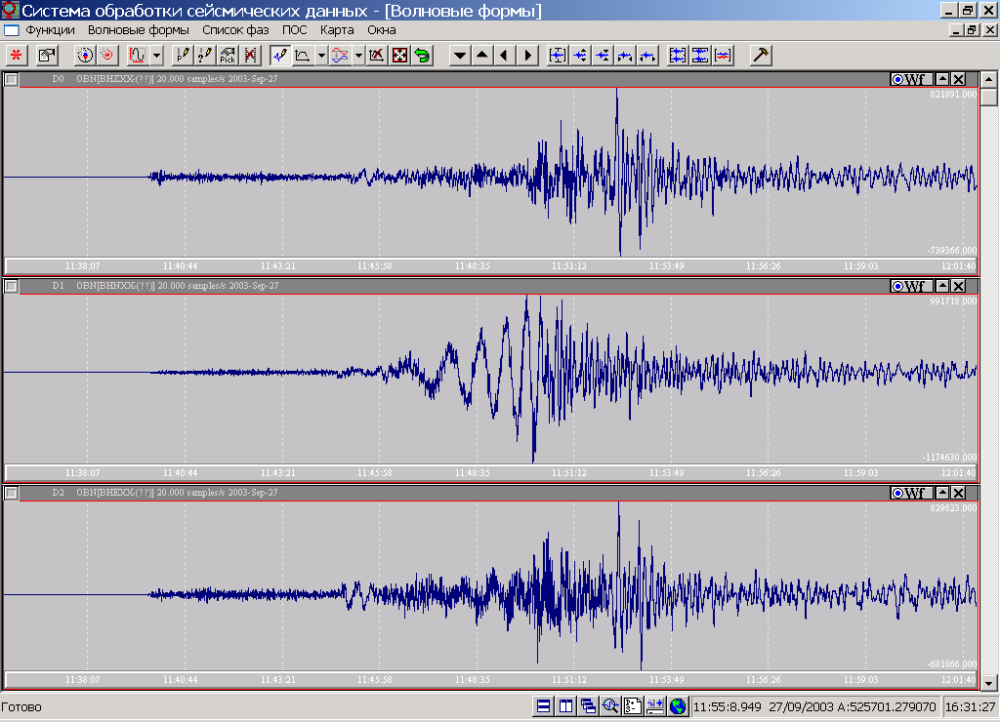 Система обработки сейсмических данных - [Волновые формы]
Функции Волновые формы Список фаз ПОС Карта Окна
P ? Pick
D0 OBN[BHZXX-(??)] 20.000 samples/s 2003-Sep-27 Wf
821891.000
-739366.000
11:38:07 11:40:44 11:43:21 11:45:58 11:48:35 11:51:12 11:53:49 11:56:26 11:59:03 12:01:40
D1 OBN[BHNXX-(??)] 20.000 samples/s 2003-Sep-27 Wf
991718.000
-1174630.000
11:38:07 11:40:44 11:43:21 11:45:58 11:48:35 11:51:12 11:53:49 11:56:26 11:59:03 12:01:40
D2 OBN[BHEXX-(??)] 20.000 samples/s 2003-Sep-27 Wf
829623.000
-681866.000
11:38:07 11:40:44 11:43:21 11:45:58 11:48:35 11:51:12 11:53:49 11:56:26 11:59:03 12:01:40
Готово 11:55:8.949 27/09/2003 A:525701.279070 16:31:27